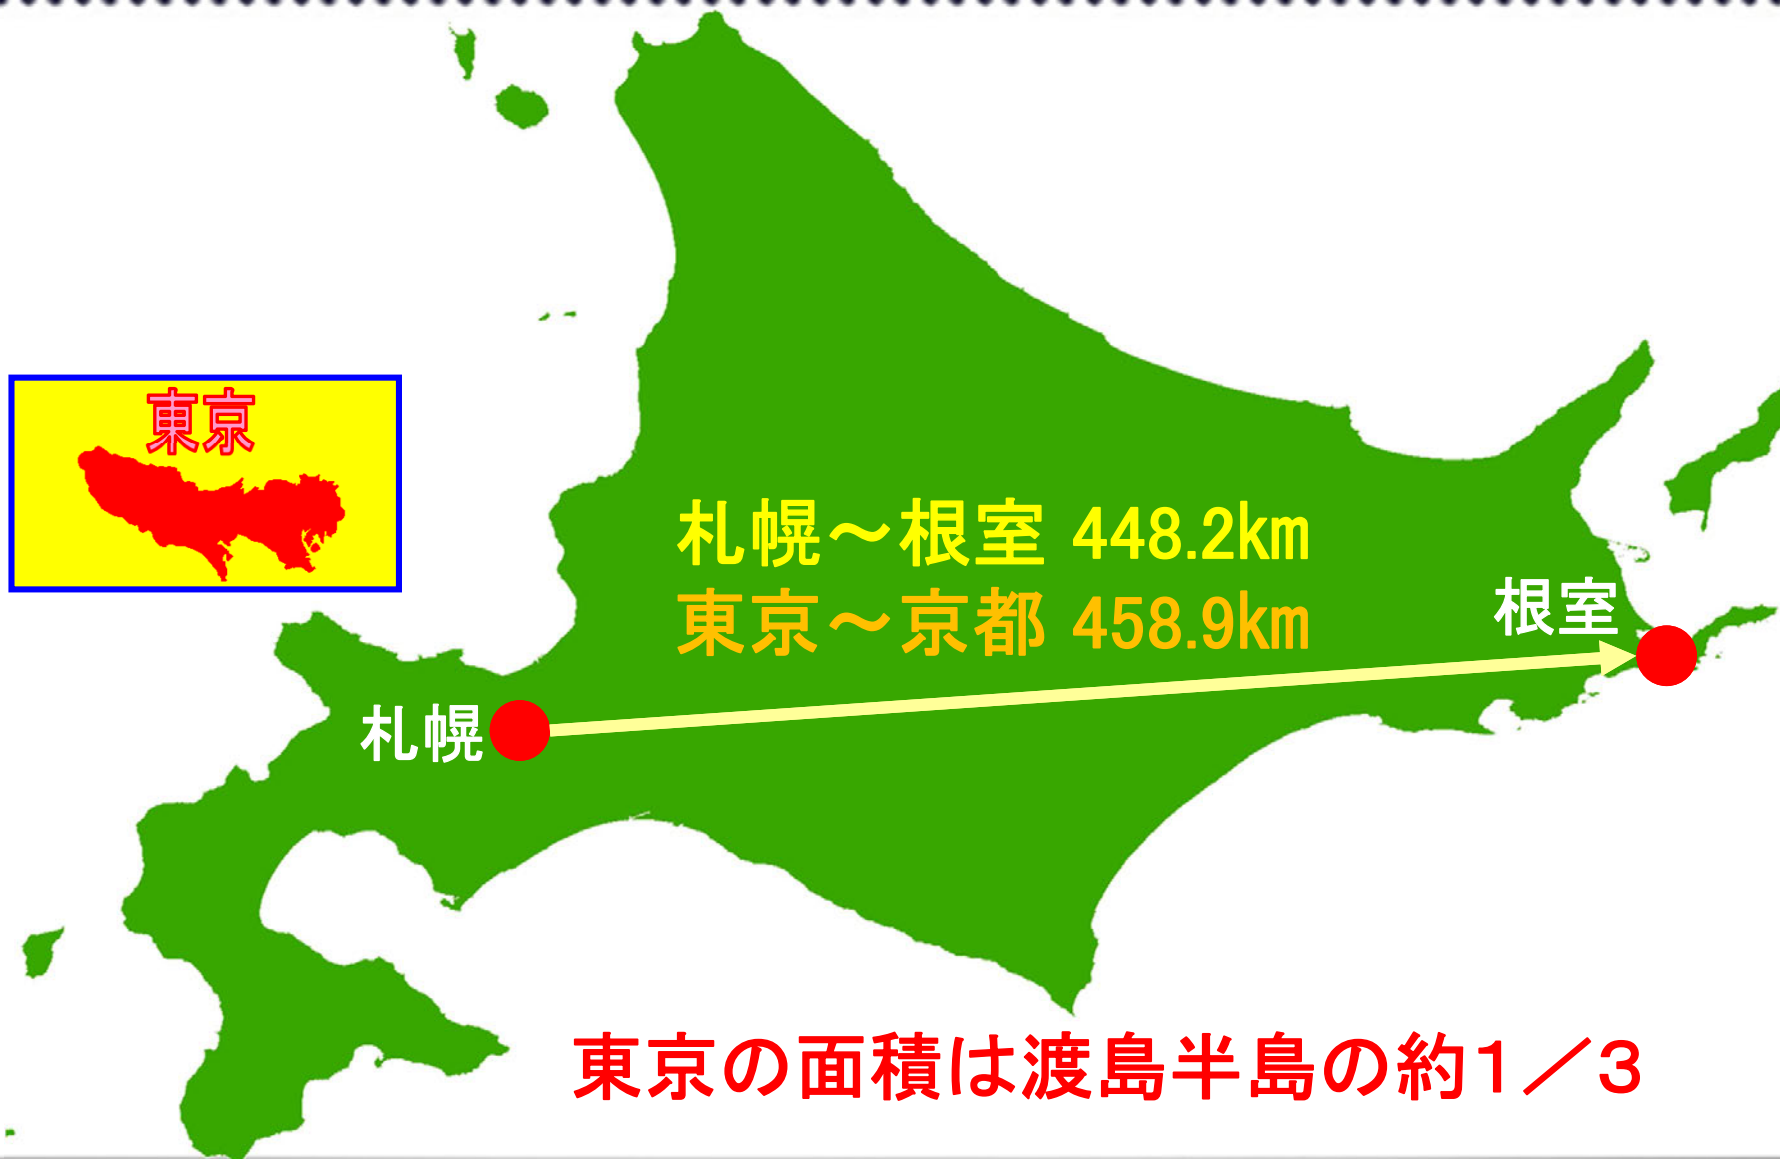 東京
札幌～根室 448.2km
東京～京都 458.9km
根室
札幌
東京の面積は渡島半島の約１／３